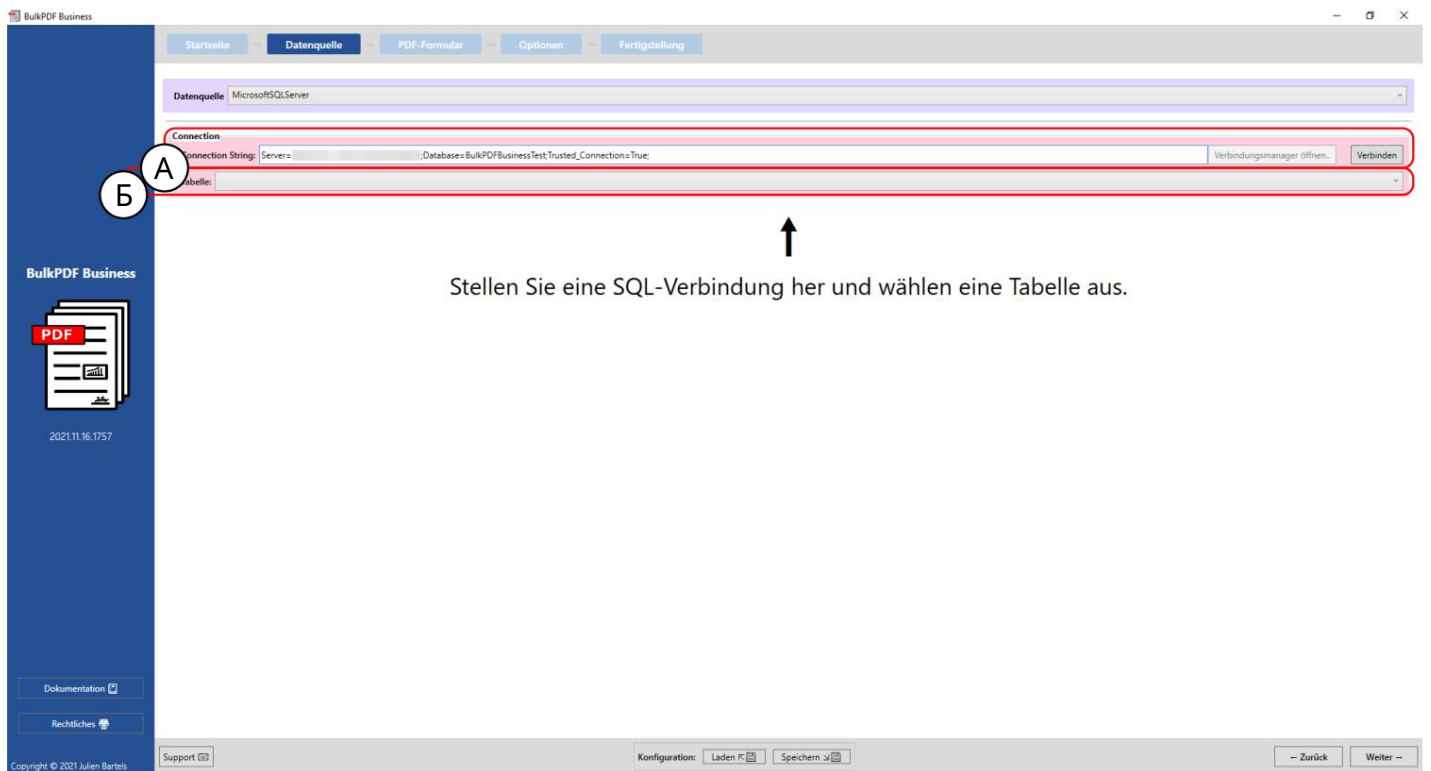 BulkPDF Business
Startseite Datenquelle PDF-Formular Optionen Fertigstellung
Datenquelle MicrosoftSQLServer
Connection
Connection String: Server= ;Database=BulkPDFBusinessTest;Trusted_Connection=True; Verbindungsmanager öffnen.. Verbinden
А
Tabelle:
Б
Stellen Sie eine SQL-Verbindung her und wählen eine Tabelle aus.
BulkPDF Business
PDF
2021.11.16.1757
Dokumentation
Rechtliches
Copyright © 2021 Julien Bartels
Support
Konfiguration: Laden Speichern
Zurück Weiter